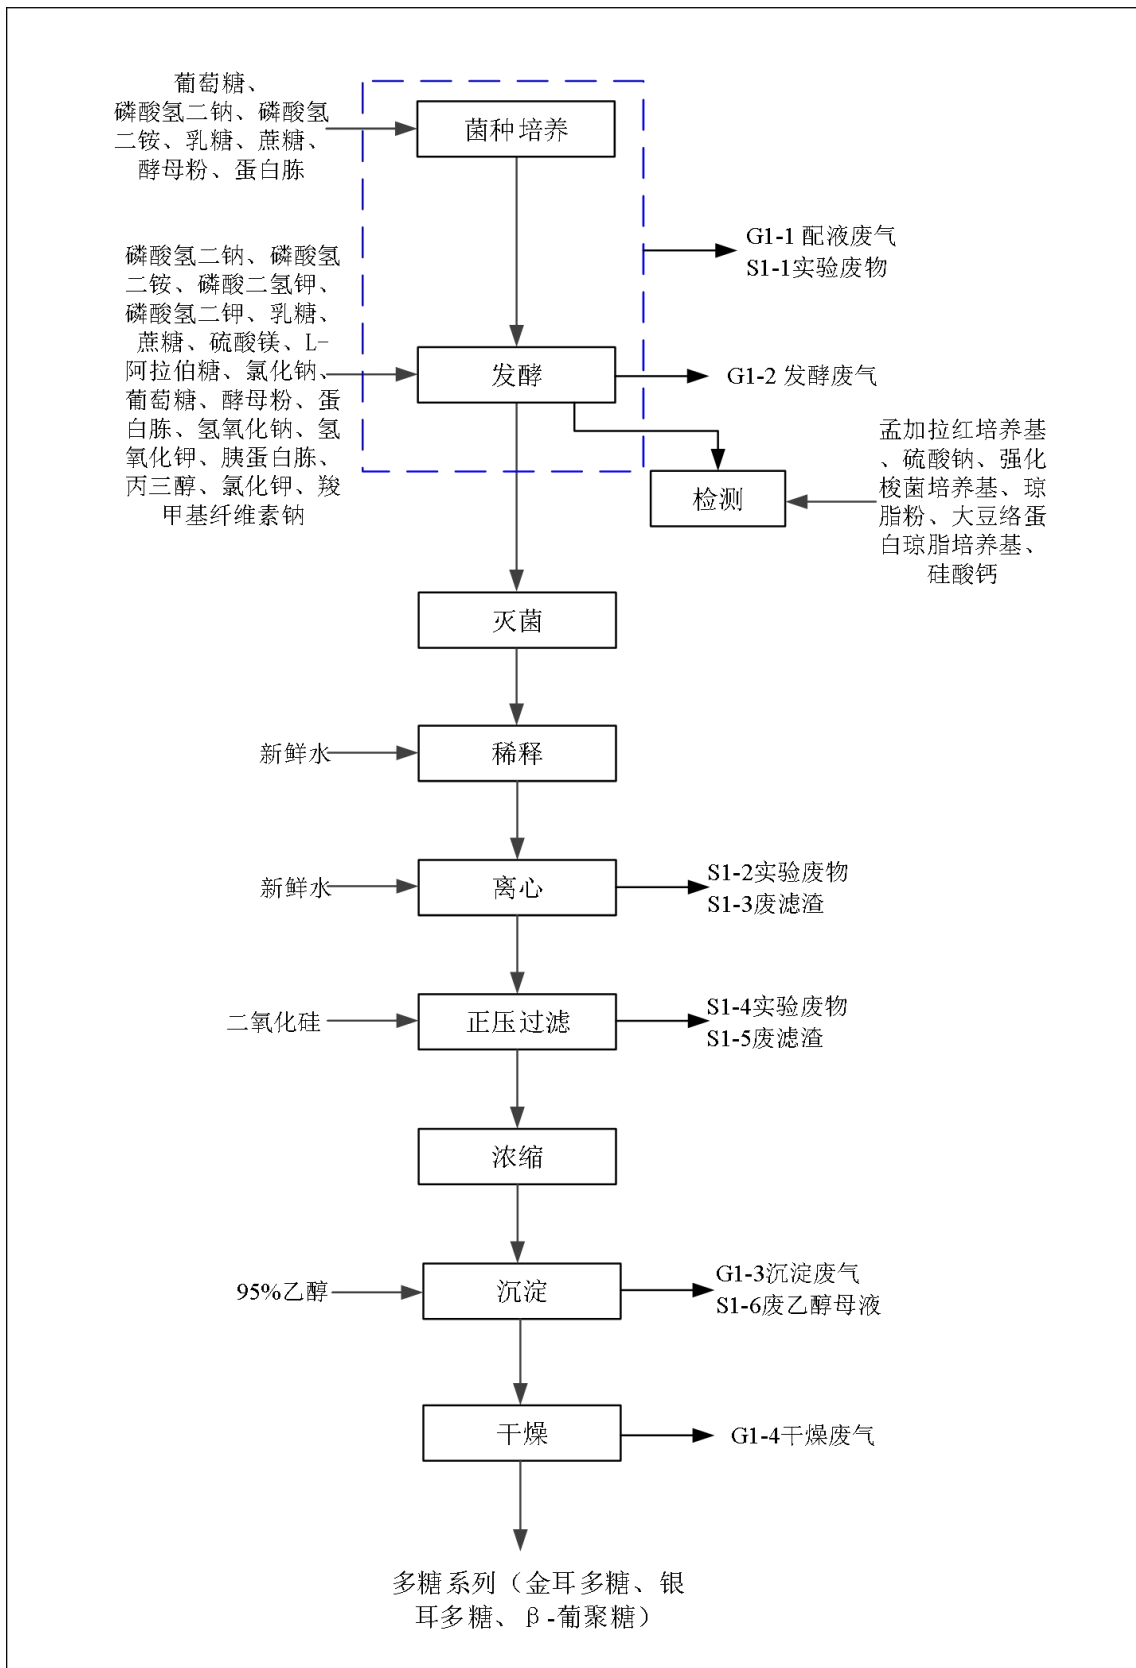 葡萄糖、
磷酸氢二钠、磷酸氢
二铵、乳糖、蔗糖、
酵母粉、蛋白胨
菌种培养
G1-1 配液废气
S1-1实验废物
磷酸氢二钠、磷酸氢
二铵、磷酸二氢钾、
磷酸氢二钾、乳糖、
蔗糖、硫酸镁、L-
阿拉伯糖、氯化钠、
葡萄糖、酵母粉、蛋
白胨、氢氧化钠、氢
氧化钾、胰蛋白胨、
丙三醇、氯化钾、羧
甲基纤维素钠
发酵
G1-2 发酵废气
孟加拉红培养基
、硫酸钠、强化
梭菌培养基、琼
脂粉、大豆络蛋
白琼脂培养基、
硅酸钙
检测
灭菌
新鲜水
稀释
新鲜水
离心
S1-2实验废物
S1-3废滤渣
二氧化硅
正压过滤
S1-4实验废物
S1-5废滤渣
浓缩
95%乙醇
沉淀
G1-3沉淀废气
S1-6废乙醇母液
干燥
G1-4干燥废气
多糖系列（金耳多糖、银
耳多糖、β-葡聚糖）